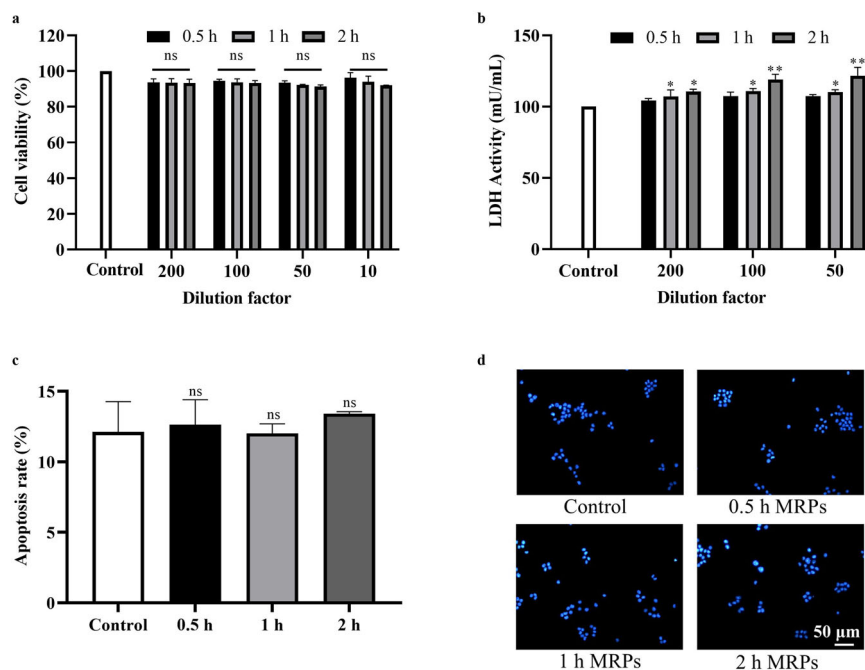 a
0.5 h 1 h 2 h
ns ns ns ns
Cell viability (%)
120
100
80
60
40
20
0
Control 200 100 50 10
Dilution factor
b
0.5 h 1 h 2 h
* * * ** * **
LDH Activity (mU/mL)
150
100
50
0
Control 200 100 50
Dilution factor
c
ns ns ns
Apoptosis rate (%)
15
10
5
0
Control 0.5 h 1 h 2 h
d
Control 0.5 h MRPs
50 µm
1 h MRPs 2 h MRPs